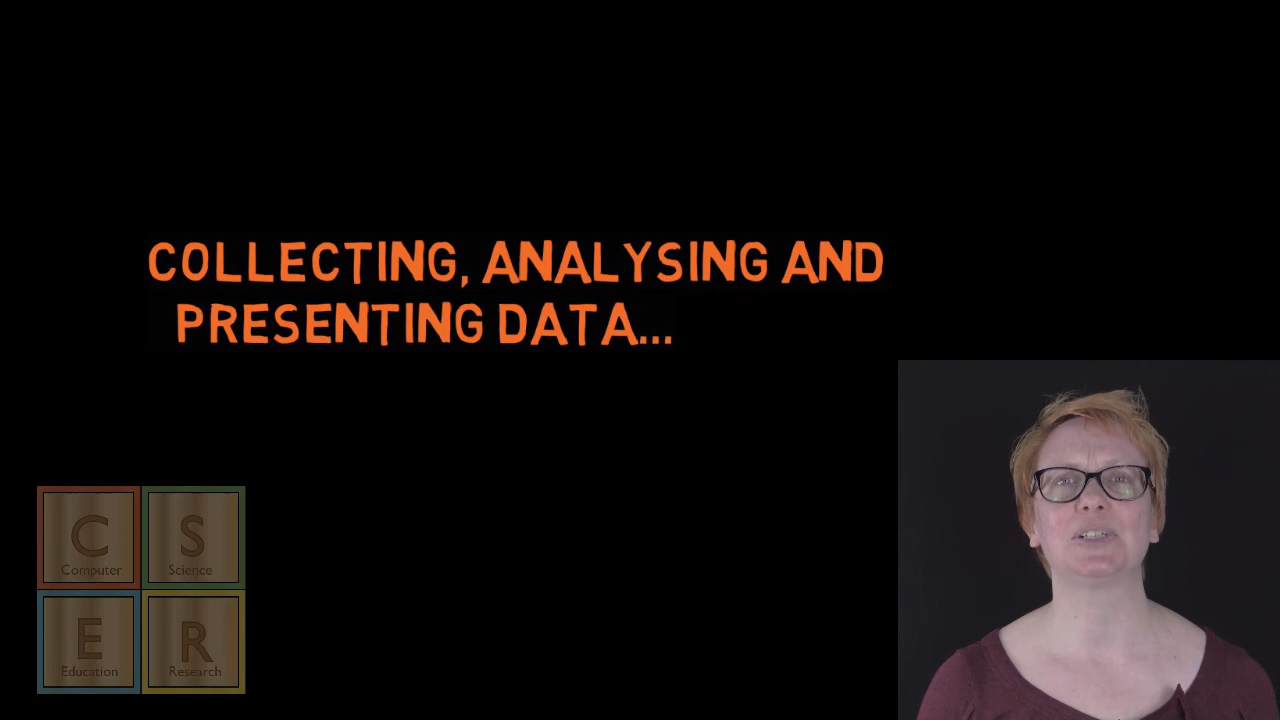 COLLECTING, ANALYSING AND
PRESENTING DATA...
C
Computer
S
Science
E
Education
R
Research